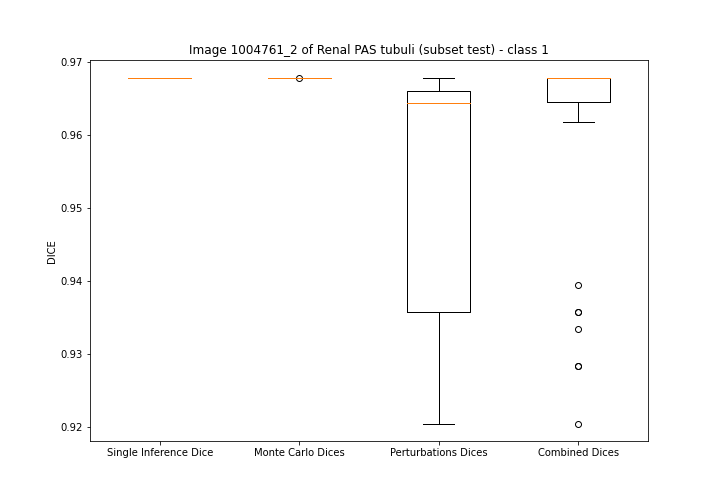 Image 1004761_2 of Renal PAS tubuli (subset test) - class 1
0.97
0.96
0.95
0.94
0.93
0.92
DICE
Single Inference Dice
Monte Carlo Dices
Perturbations Dices
Combined Dices